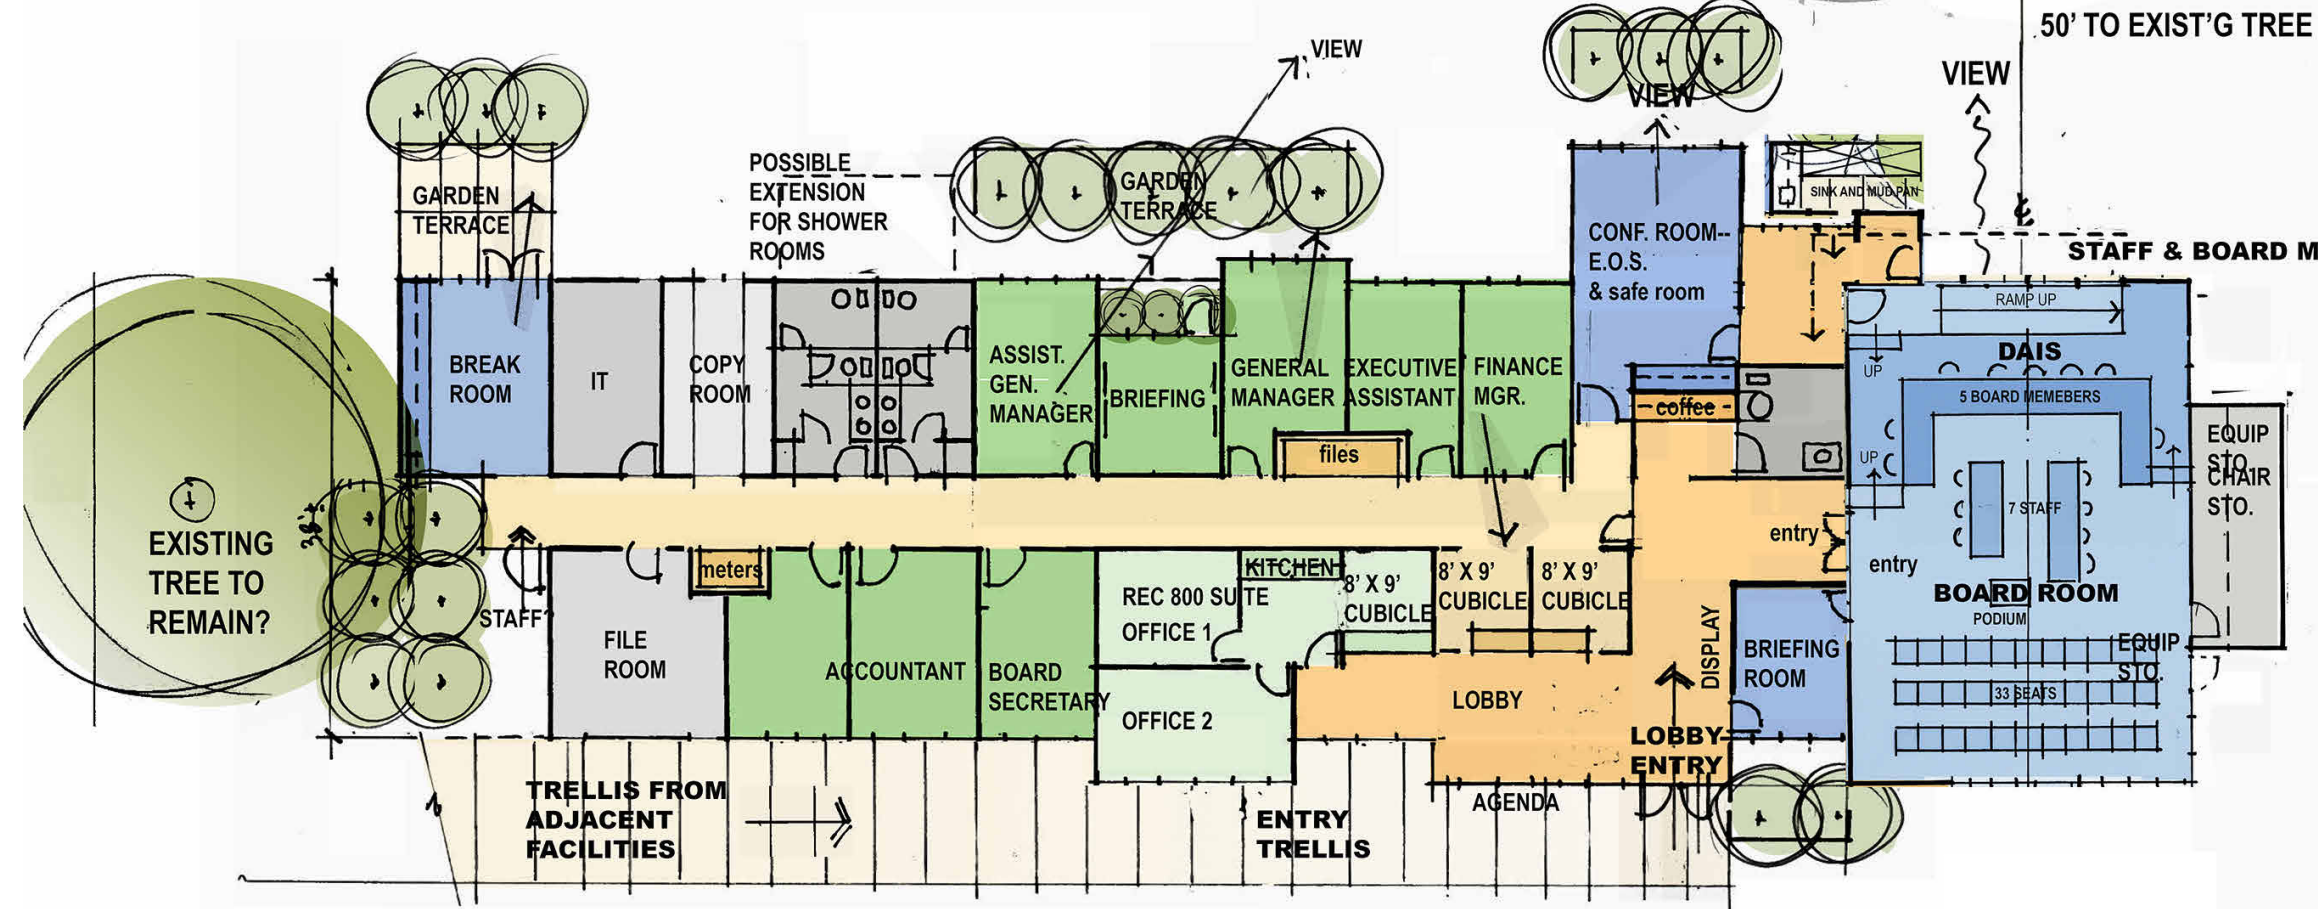 50' TO EXIST'G TREE
VIEW
VIEW
VIEW
POSSIBLE
EXTENSION
FOR SHOWER
ROOMS
GARDEN
TERRACE
GARDEN
TERRACE
SINK AND MUD PAN
CONF. ROOM--
E.O.S.
& safe room
STAFF & BOARD M
RAMP UP
DAIS
UP
5 BOARD MEMEBERS
BREAK
ROOM
IT
COPY
ROOM
ASSIST.
GEN.
MANAGER
BRIEFING
GENERAL
MANAGER
EXECUTIVE
ASSISTANT
FINANCE
MGR.
files
coffee
UP
EQUIP
STO.
CHAIR
STO.
7 STAFF
entry
entry
BOARD ROOM
PODIUM
EQUIP
STO.
33 SEATS
EXISTING
TREE TO
REMAIN?
STAFF
meters
FILE
ROOM
ACCOUNTANT
BOARD
SECRETARY
REC 800 SUITE
OFFICE 1
KITCHEN
8' X 9'
CUBICLE
8' X 9'
CUBICLE
8' X 9'
CUBICLE
OFFICE 2
LOBBY
DISPLAY
BRIEFING
ROOM
LOBBY
ENTRY
AGENDA
TRELLIS FROM
ADJACENT
FACILITIES
ENTRY
TRELLIS